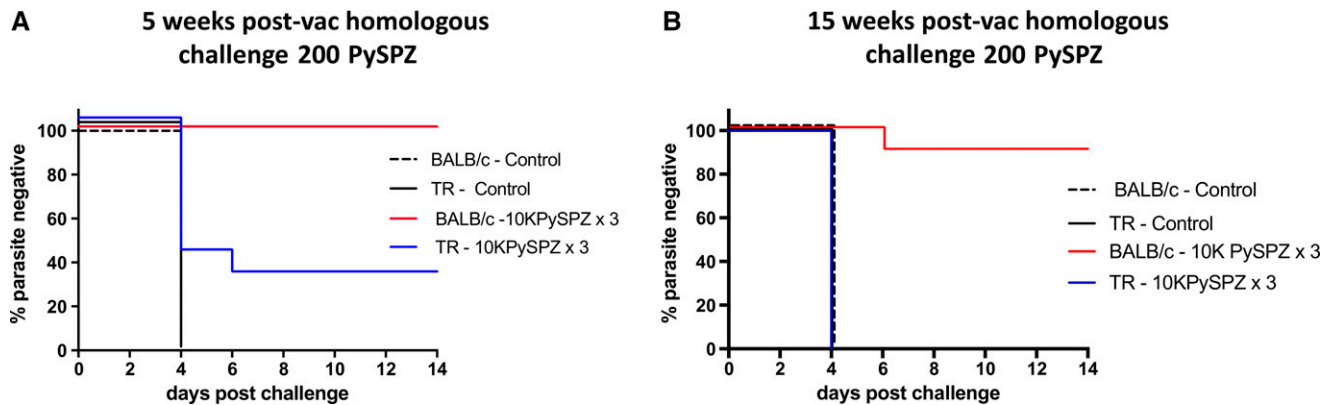 A
5 weeks post-vac homologous
challenge 200 PySPZ
% parasite negative
100
80
60
40
20
0
0 2 4 6 8 10 12 14
days post challenge
BALB/c - Control
TR - Control
BALB/c -10KPySPZ x 3
TR - 10KPySPZ x 3
B
15 weeks post-vac homologous
challenge 200 PySPZ
% parasite negative
100
80
60
40
20
0
0 2 4 6 8 10 12 14
days post challenge
BALB/c - Control
TR - Control
BALB/c - 10K PySPZ x 3
TR - 10KPySPZ x 3